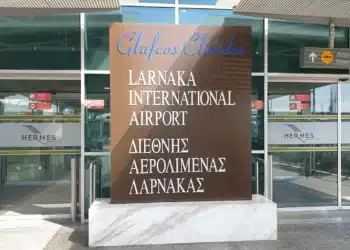 Glafcos Clerides
LARNAKA
INTERNATIONAL
AIRPORT
ΔΙΕΘΝΗΣ
ΑΕΡΟΛΙΜΕΝΑΣ
ΛΑΡΝΑΚΑΣ
HERMES
HERMES